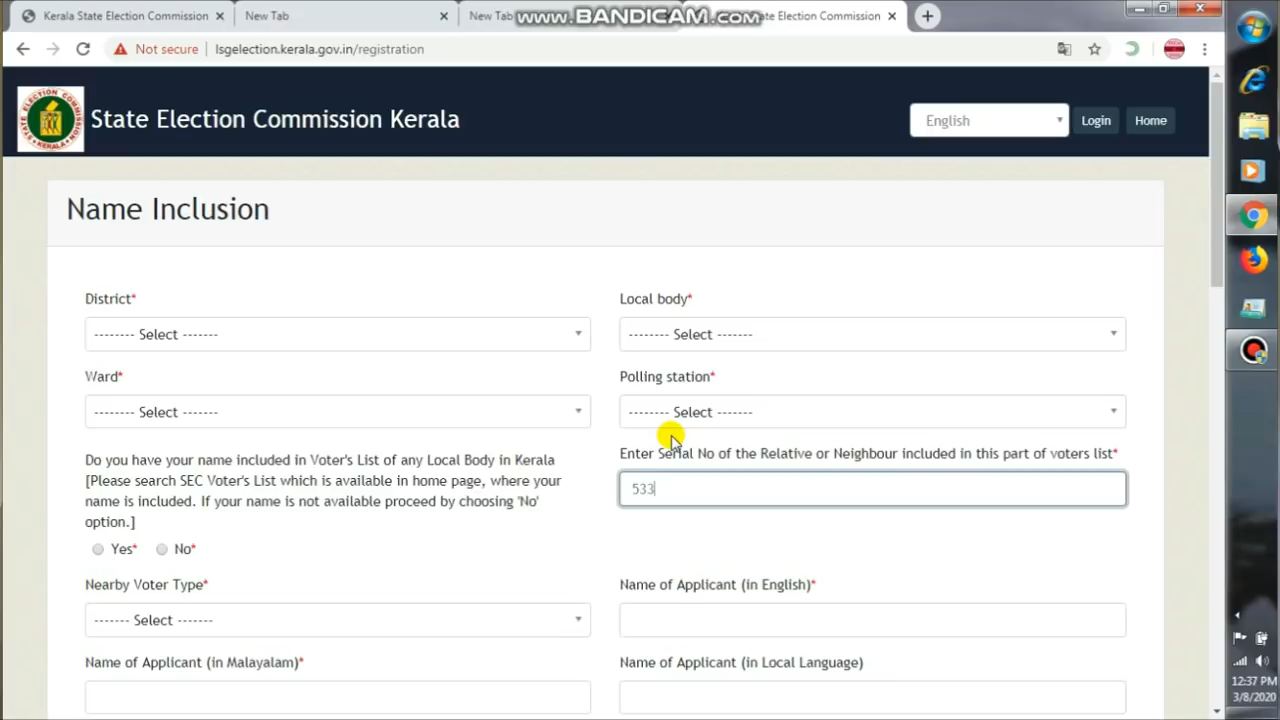 Kerala State Election Commission
New Tab
New Tab
www.BANDICAM.com
State Election Commission
Not secure
lsgelection.kerala.gov.in/registration
State Election Commission Kerala
English
Login
Home
Name Inclusion
District*
Local body*
-------- Select -------
-------- Select -------
Ward*
Polling station*
-------- Select -------
-------- Select -------
Do you have your name included in Voter's List of any Local Body in Kerala
[Please search SEC Voter's List which is available in home page, where your
name is included. If your name is not available proceed by choosing 'No'
option.]
Enter Serial No of the Relative or Neighbour included in this part of voters list*
533
Yes*
No*
Nearby Voter Type*
Name of Applicant (in English)*
------- Select -------
Name of Applicant (in Malayalam)*
Name of Applicant (in Local Language)
12:37 PM
3/8/2020